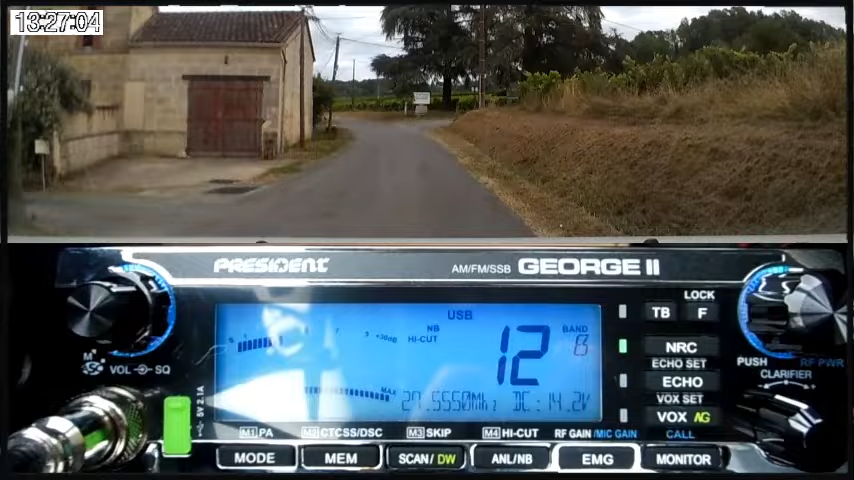 13:27:04
PRESIDENT AM/FM/SSB GEORGE II
LOCK
TB F
USB
NB
HI-CUT
+30dB
12 BAND
NRC
ECHO SET
ECHO
VOX SET
VOX NG
CALL
VOL SQ
5V 2.1A
PUSH RF PWR
CLARIFIER
MAX
27.5550MHz DC:14.2V
M1 PA M2 CTCSS/DSC M3 SKIP M4 HI-CUT RF GAIN/MIC GAIN
MODE MEM SCAN/DW ANL/NB EMG MONITOR